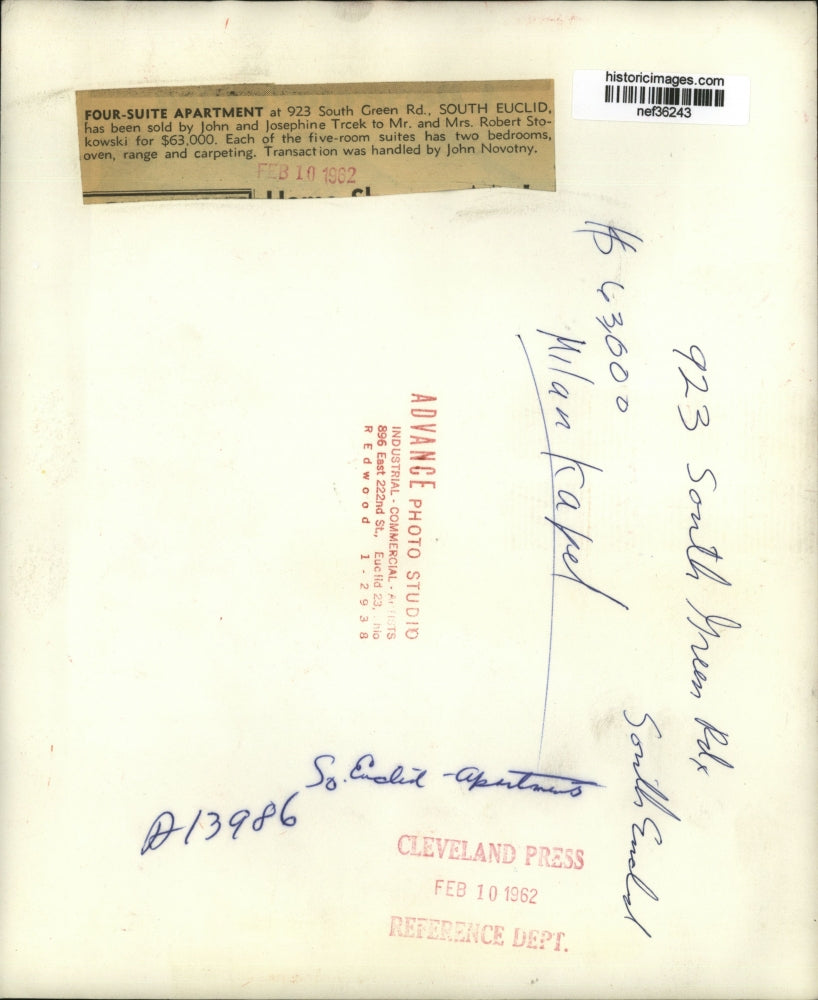 historicimages.com
nef36243
FOUR-SUITE APARTMENT at 923 South Green Rd., SOUTH EUCLID,
has been sold by John and Josephine Trcek to Mr. and Mrs. Robert Sto-
kowski for $63,000. Each of the five-room suites has two bedrooms,
oven, range and carpeting. Transaction was handled by John Novotny.
FEB 10 1962
923 South Green Rd
South Euclid
63000
Milan Kapel
ADVANCE PHOTO STUDIO
INDUSTRIAL - COMMERCIAL - ARTISTS
896 East 222nd St., Euclid 23, Ohio
REdwood 1-2938
So. Euclid - Apartments
A13986
CLEVELAND PRESS
FEB 10 1962
REFERENCE DEPT.